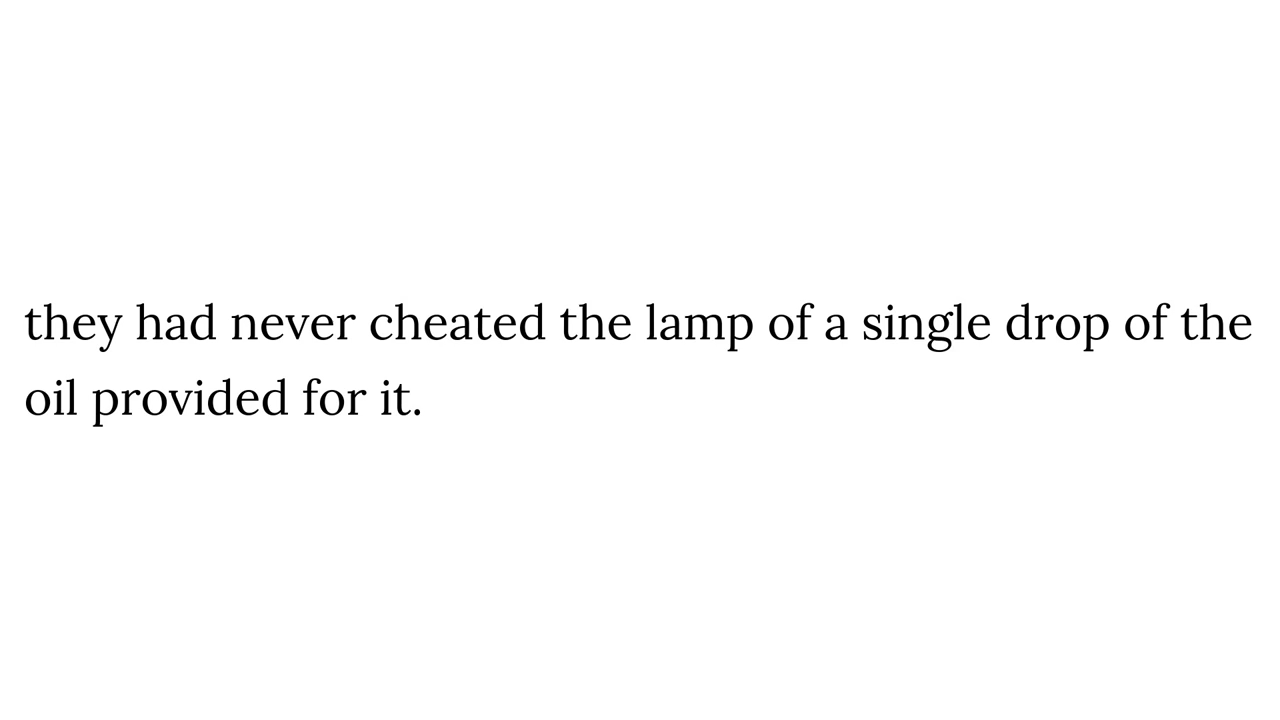 they had never cheated the lamp of a single drop of the
oil provided for it.